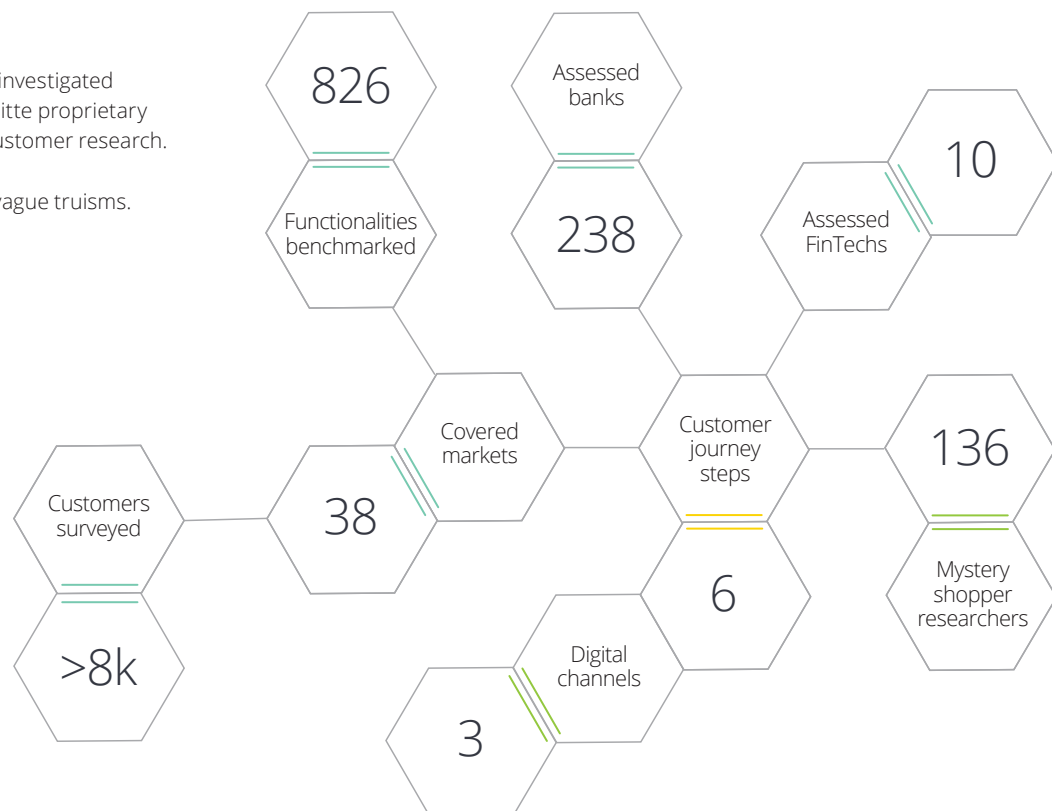 investigated
itte proprietary
ustomer research.
vague truisms.
826
Functionalities
benchmarked
Assessed
banks
238
10
Assessed
FinTechs
Covered
markets
38
Customer
journey
steps
6
136
Mystery
shopper
researchers
Customers
surveyed
>8k
Digital
channels
3